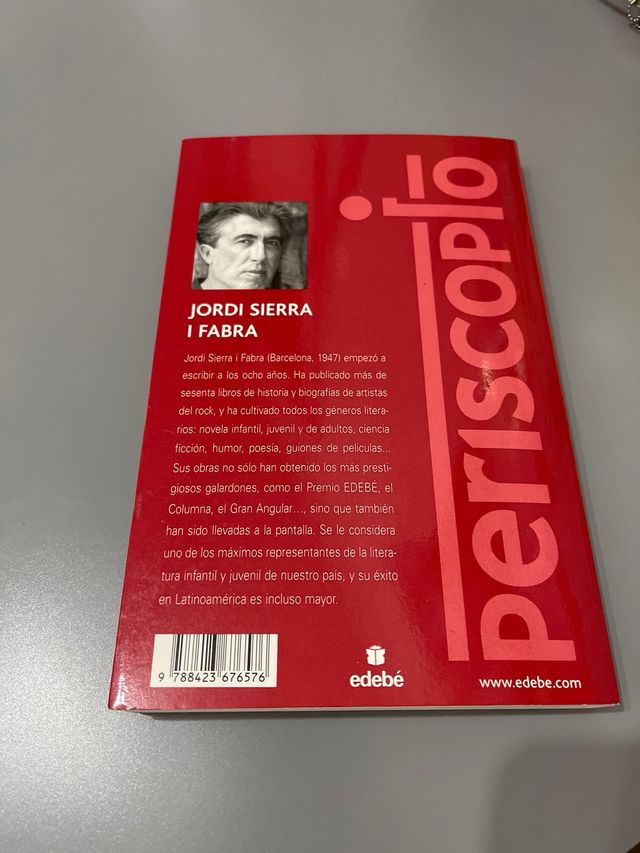 JORDI SIERRA
I FABRA
Jordi Sierra i Fabra (Barcelona, 1947) empezó a
escribir a los ocho años. Ha publicado más de
sesenta libros de historia y biografías de artistas
del rock, y ha cultivado todos los géneros litera-
rios: novela infantil, juvenil y de adultos, ciencia
ficción, humor, poesía, guiones de peliculas...
Sus obras no sólo han obtenido los más presti-
giosos galardones, como el Premio EDEBÉ, el
Columna, el Gran Angular..., sino que también
han sido llevadas a la pantalla. Se le considera
uno de los máximos representantes de la litera-
tura infantil y juvenil de nuestro país, y su éxito
en Latinoamérica es incluso mayor.
9 788423 676576
edebé
www.edebe.com
periscopio